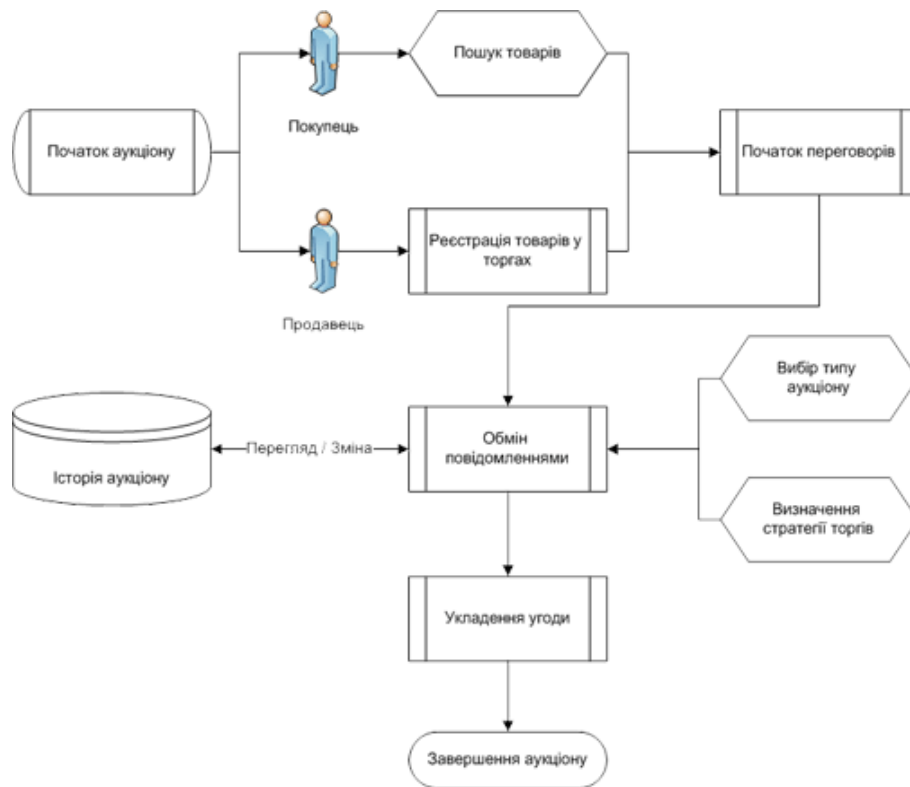 Пошук товарів
Покупець
Початок аукціону
Початок переговорів
Реєстрація товарів у
торгах
Продавець
Вибір типу
аукціону
Обмін
повідомленнями
Перегляд / Зміна
Історія аукціону
Визначення
стратегії торгів
Укладення угоди
Завершення аукціону